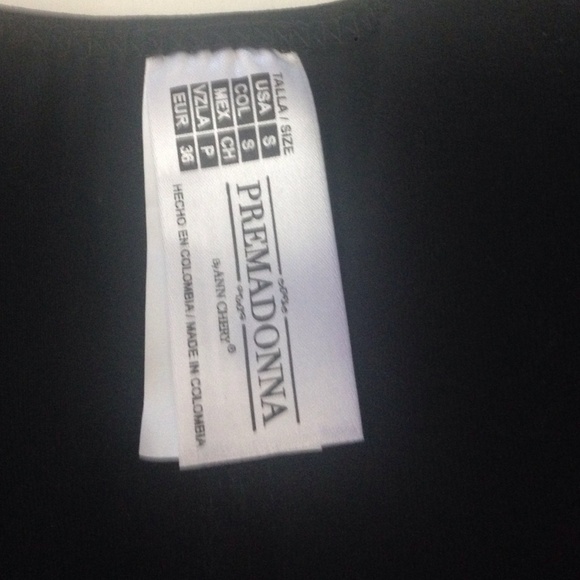 TALLA / SIZE
USA S
COL S
MEX CH
VZLA P
EUR 36
PREMADONNA
By ANN CHERY®
HECHO EN COLOMBIA / MADE IN COLOMBIA